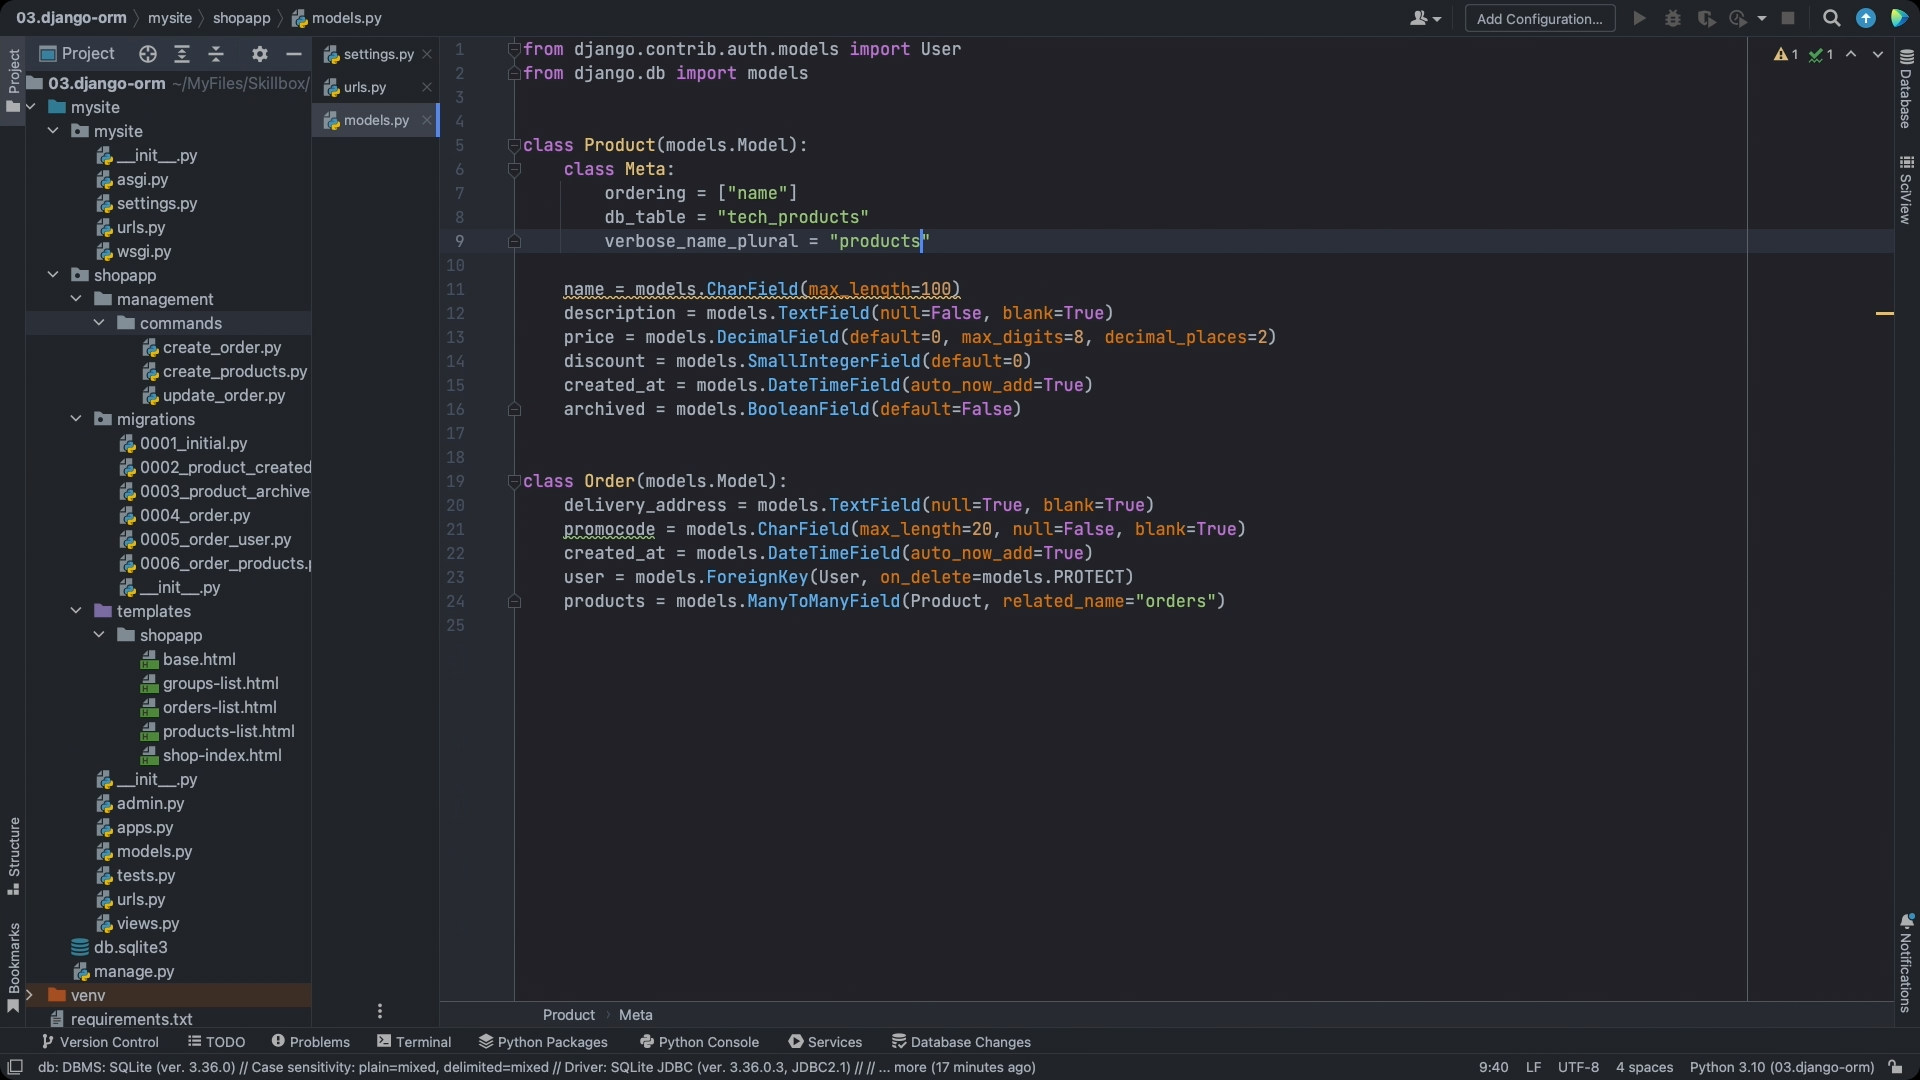 03.django-orm mysite shopapp models.py
Add Configuration...
Project
settings.py
urls.py
models.py
1 1
Project
Structure
Bookmarks
Database
SciView
Notifications
03.django-orm ~/MyFiles/Skillbox/
mysite
mysite
__init__.py
asgi.py
settings.py
urls.py
wsgi.py
shopapp
management
commands
create_order.py
create_products.py
update_order.py
migrations
0001_initial.py
0002_product_created
0003_product_archive
0004_order.py
0005_order_user.py
0006_order_products.p
__init__.py
templates
shopapp
base.html
groups-list.html
orders-list.html
products-list.html
shop-index.html
__init__.py
admin.py
apps.py
models.py
tests.py
urls.py
views.py
db.sqlite3
manage.py
venv
requirements.txt
1 from django.contrib.auth.models import User
2 from django.db import models
3
4
5 class Product(models.Model):
6 class Meta:
7 ordering = ["name"]
8 db_table = "tech_products"
9 verbose_name_plural = "products"
10
11 name = models.CharField(max_length=100)
12 description = models.TextField(null=False, blank=True)
13 price = models.DecimalField(default=0, max_digits=8, decimal_places=2)
14 discount = models.SmallIntegerField(default=0)
15 created_at = models.DateTimeField(auto_now_add=True)
16 archived = models.BooleanField(default=False)
17
18
19 class Order(models.Model):
20 delivery_address = models.TextField(null=True, blank=True)
21 promocode = models.CharField(max_length=20, null=False, blank=True)
22 created_at = models.DateTimeField(auto_now_add=True)
23 user = models.ForeignKey(User, on_delete=models.PROTECT)
24 products = models.ManyToManyField(Product, related_name="orders")
25
Product Meta
Version Control TODO Problems Terminal Python Packages Python Console Services Database Changes
db: DBMS: SQLite (ver. 3.36.0) // Case sensitivity: plain=mixed, delimited=mixed // Driver: SQLite JDBC (ver. 3.36.0.3, JDBC2.1) // // ... more (17 minutes ago) 9:40 LF UTF-8 4 spaces Python 3.10 (03.django-orm)